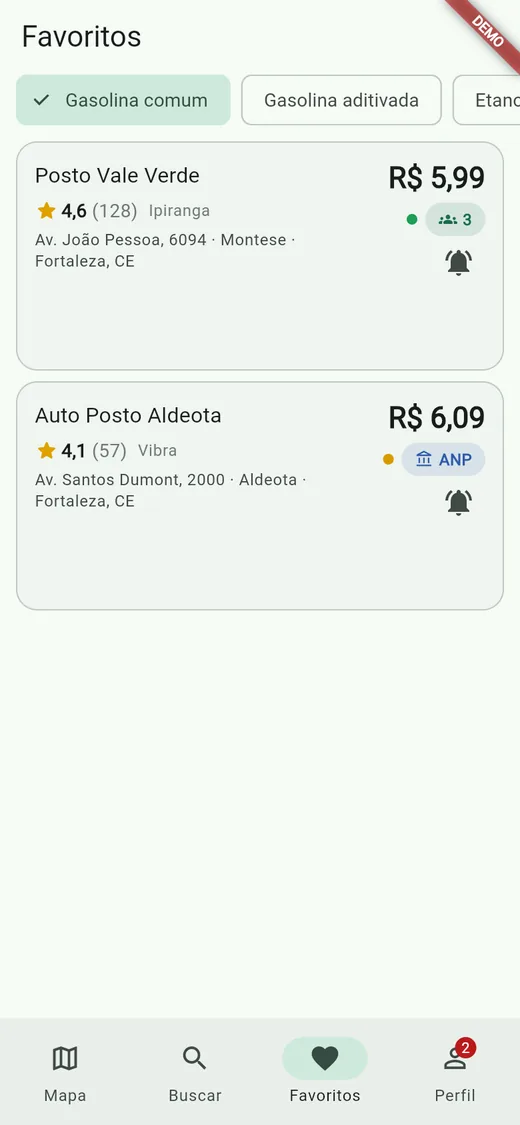 Favoritos
DEMO
Gasolina comum
Gasolina aditivada
Etano
Posto Vale Verde
R$ 5,99
4,6 (128) Ipiranga
3
Av. João Pessoa, 6094 · Montese ·
Fortaleza, CE
Auto Posto Aldeota
R$ 6,09
4,1 (57) Vibra
ANP
Av. Santos Dumont, 2000 · Aldeota ·
Fortaleza, CE
2
Mapa
Buscar
Favoritos
Perfil